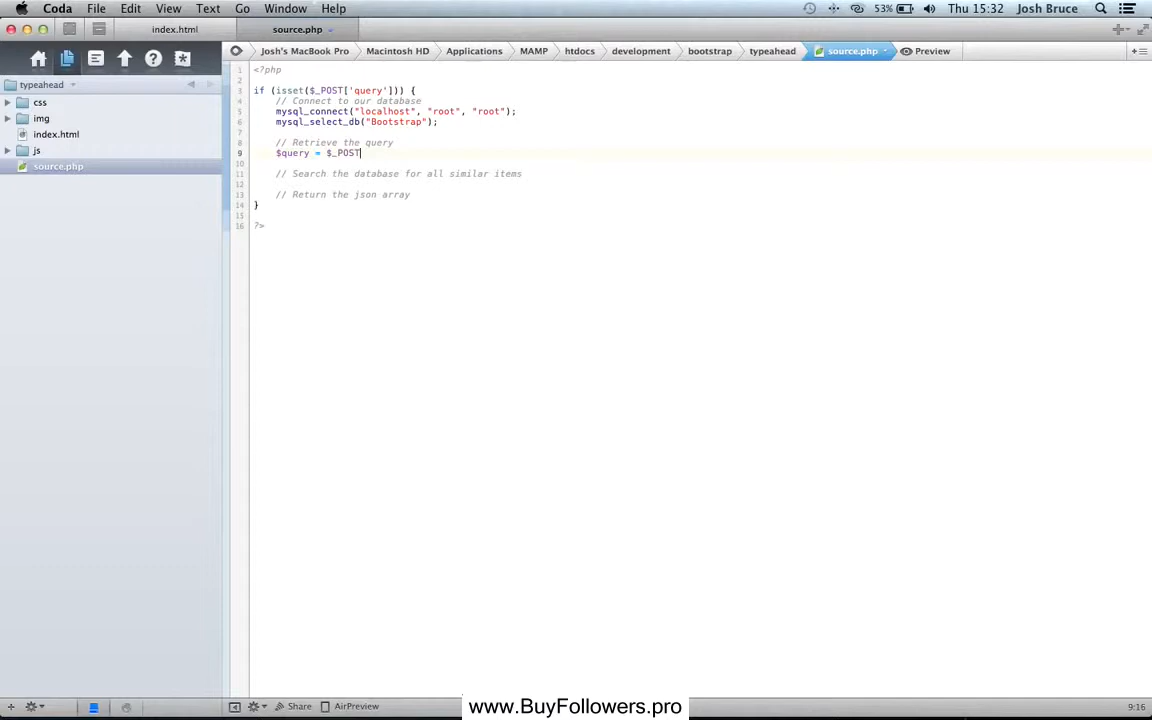 Coda File Edit View Text Go Window Help 53% Thu 15:32 Josh Bruce
index.html source.php
Josh's MacBook Pro Macintosh HD Applications MAMP htdocs development bootstrap typeahead source.php Preview
typeahead
css
img
index.html
js
source.php
1 <?php
2
3 if (isset($_POST['query'])) {
4 // Connect to our database
5 mysql_connect("localhost", "root", "root");
6 mysql_select_db("Bootstrap");
7
8 // Retrieve the query
9 $query = $_POST
10
11 // Search the database for all similar items
12
13 // Return the json array
14 }
15
16 ?>
Share AirPreview 9:16
www.BuyFollowers.pro